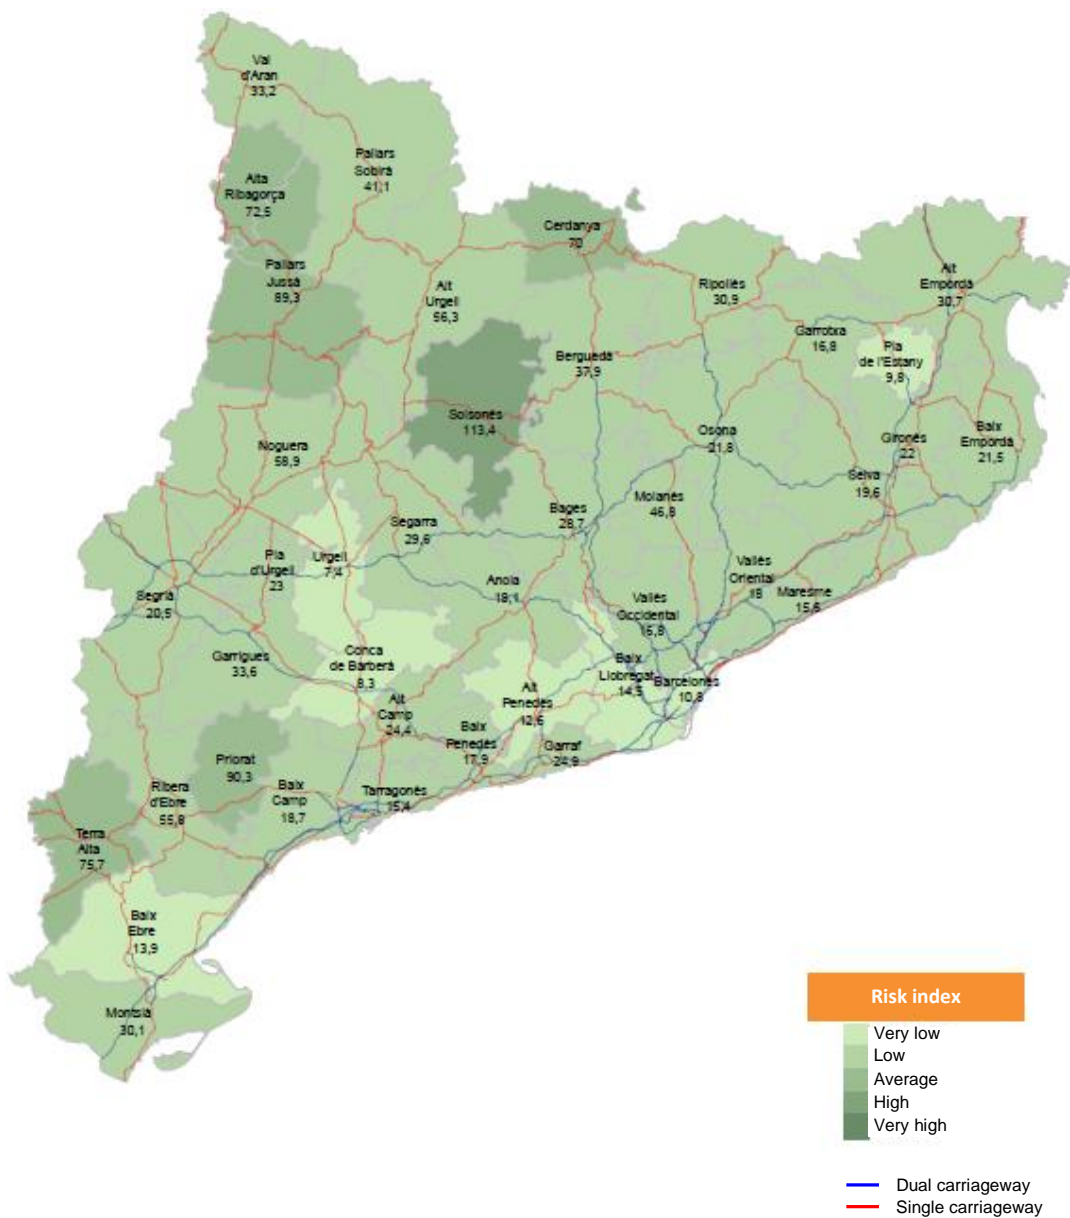 Val
d'Aran
33,2
Pallars
Sobirà
41,1
Alta
Ribagorça
72,5
Cerdanya
70
Pallars
Jussà
89,3
Alt
Urgell
56,3
Ripollès
30,9
Alt
Empordà
30,7
Garrotxa
16,8
Pla
de l'Estany
9,8
Berguedà
37,9
Solsonès
113,4
Osona
21,8
Gironès
22
Baix
Empordà
21,5
Noguera
58,9
Selva
19,6
Moianès
46,8
Bages
28,7
Segarra
29,6
Urgell
7,4
Pla
d'Urgell
23
Anoia
18,1
Vallès
Oriental
18
Maresme
15,6
Segrià
20,5
Vallès
Occidental
16,8
Garrigues
33,6
Conca
de Barberà
8,3
Baix
Llobregat
14,5
Barcelonès
10,8
Alt
Penedès
12,6
Alt
Camp
24,4
Baix
Penedès
17,9
Garraf
24,9
Priorat
90,3
Ribera
d'Ebre
55,8
Baix
Camp
18,7
Tarragonès
15,4
Terra
Alta
75,7
Baix
Ebre
13,9
Montsià
30,1
Risk index
Very low
Low
Average
High
Very high
Dual carriageway
Single carriageway